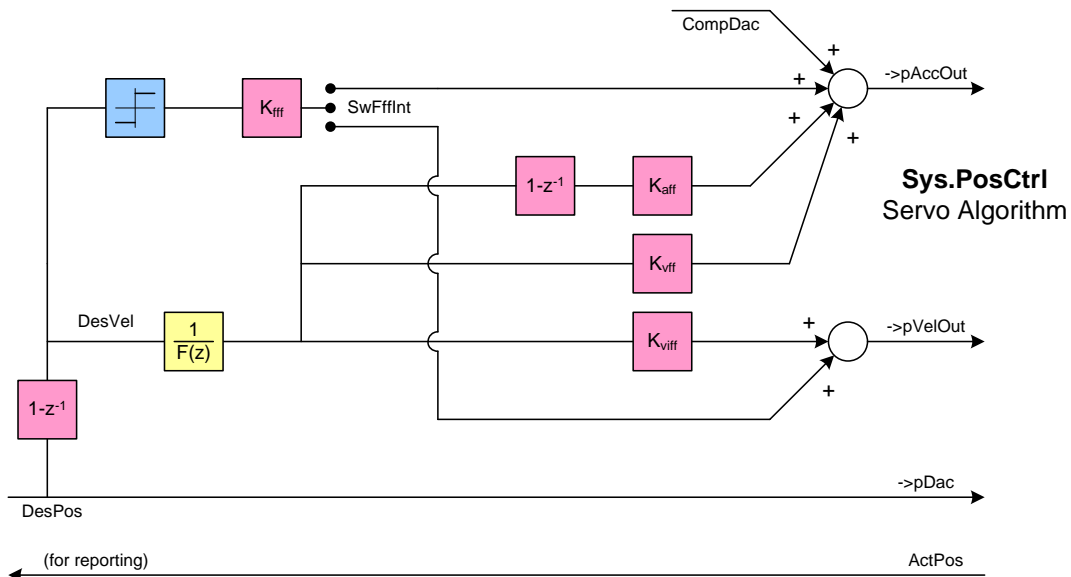 CompDac
+
->pAccOut
+
Kfff
SwFffInt
+
+
1-z-1
Kaff
Sys.PosCtrl
Servo Algorithm
Kvff
DesVel
1
F(z)
Kviff
+
->pVelOut
+
1-z-1
->pDac
DesPos
(for reporting)
ActPos